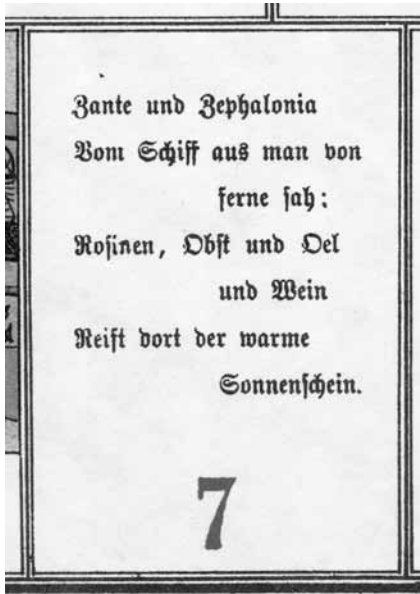 Zante und Zephalonia
Vom Schiff aus man von
ferne sah:
Rosinen, Obst und Oel
und Wein
Reift dort der warme
Sonnenschein.
7